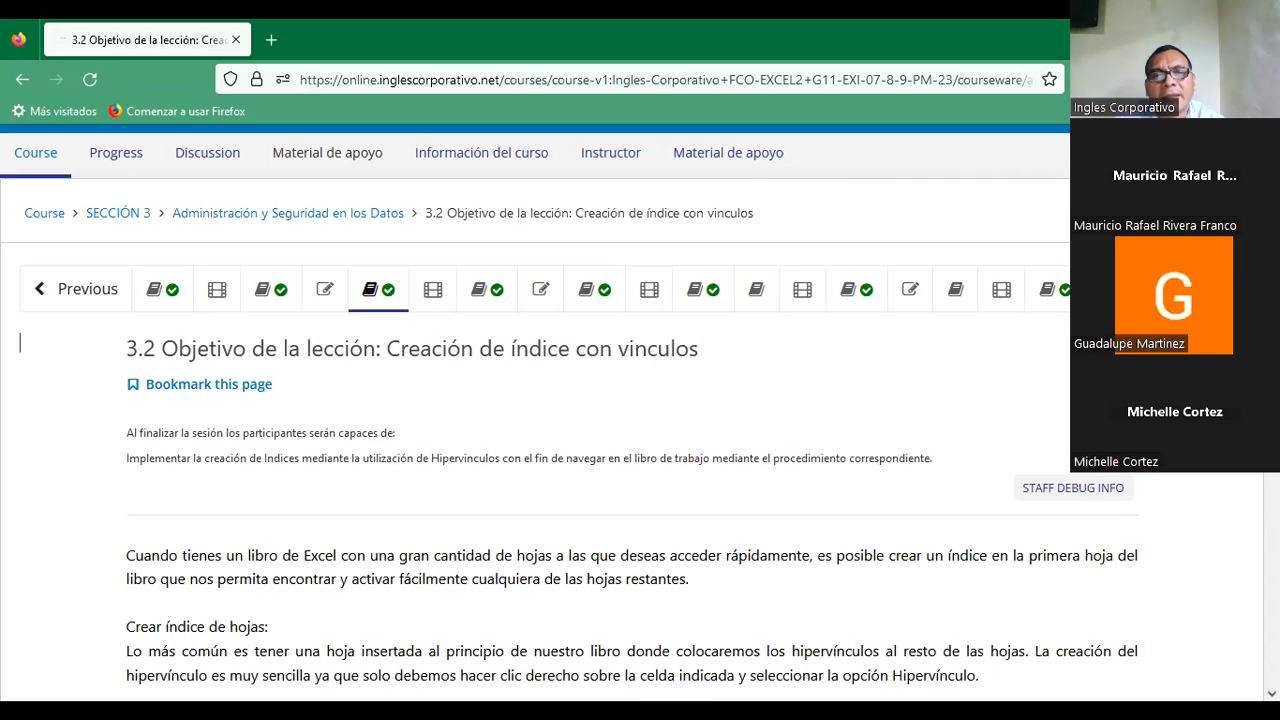 3.2 Objetivo de la lección: Crea
https://online.inglescorporativo.net/courses/course-v1:Ingles-Corporativo+FCO-EXCEL2+G11-EXI-07-8-9-PM-23/courseware/
Más visitados Comenzar a usar Firefox
Ingles Corporativo
Course Progress Discussion Material de apoyo Información del curso Instructor Material de apoyo
Mauricio Rafael R...
Course > SECCIÓN 3 > Administración y Seguridad en los Datos > 3.2 Objetivo de la lección: Creación de índice con vinculos
Mauricio Rafael Rivera Franco
Previous
G
Guadalupe Martinez
3.2 Objetivo de la lección: Creación de índice con vinculos
Bookmark this page
Michelle Cortez
Al finalizar la sesión los participantes serán capaces de:
Implementar la creación de Indices mediante la utilización de Hipervinculos con el fin de navegar en el libro de trabajo mediante el procedimiento correspondiente.
Michelle Cortez
STAFF DEBUG INFO
Cuando tienes un libro de Excel con una gran cantidad de hojas a las que deseas acceder rápidamente, es posible crear un índice en la primera hoja del
libro que nos permita encontrar y activar fácilmente cualquiera de las hojas restantes.
Crear índice de hojas:
Lo más común es tener una hoja insertada al principio de nuestro libro donde colocaremos los hipervínculos al resto de las hojas. La creación del
hipervínculo es muy sencilla ya que solo debemos hacer clic derecho sobre la celda indicada y seleccionar la opción Hipervínculo.